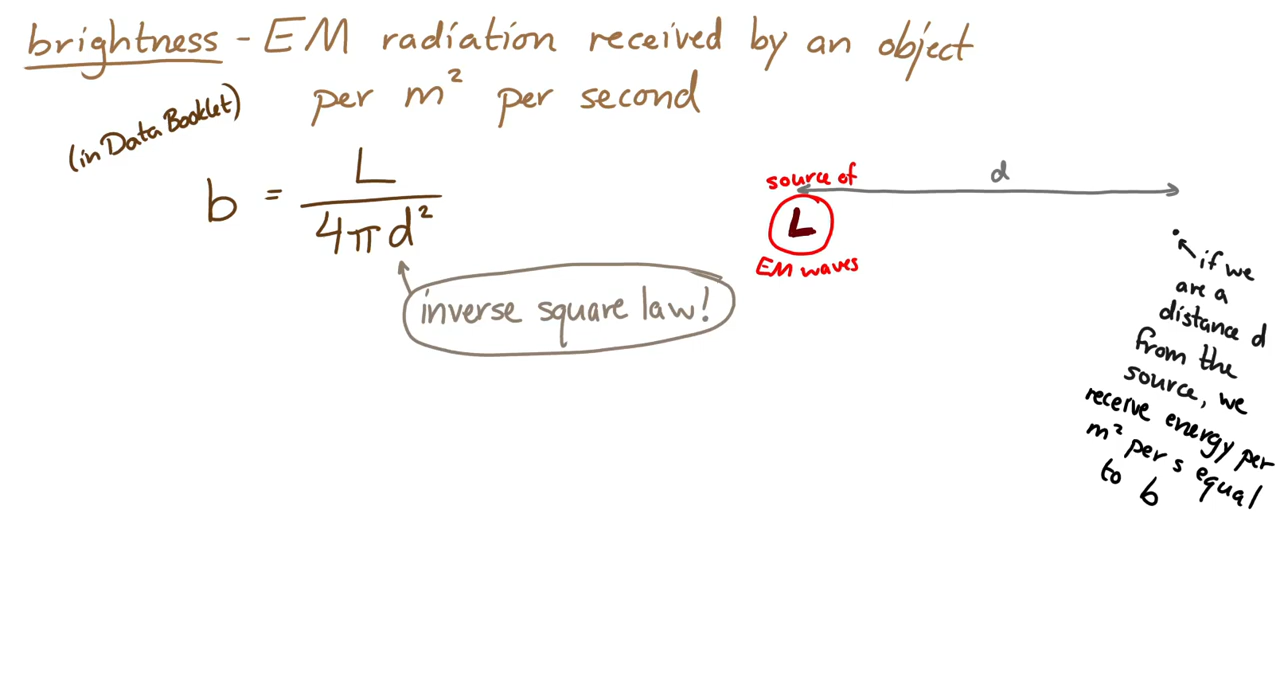 brightness - EM radiation received by an object
per m² per second
(in Data Booklet)
b = L / 4πd²
inverse square law!
d
source of
L
EM waves
if we
are a
distance d
from the
source, we
receive energy per
m² per s equal
to b